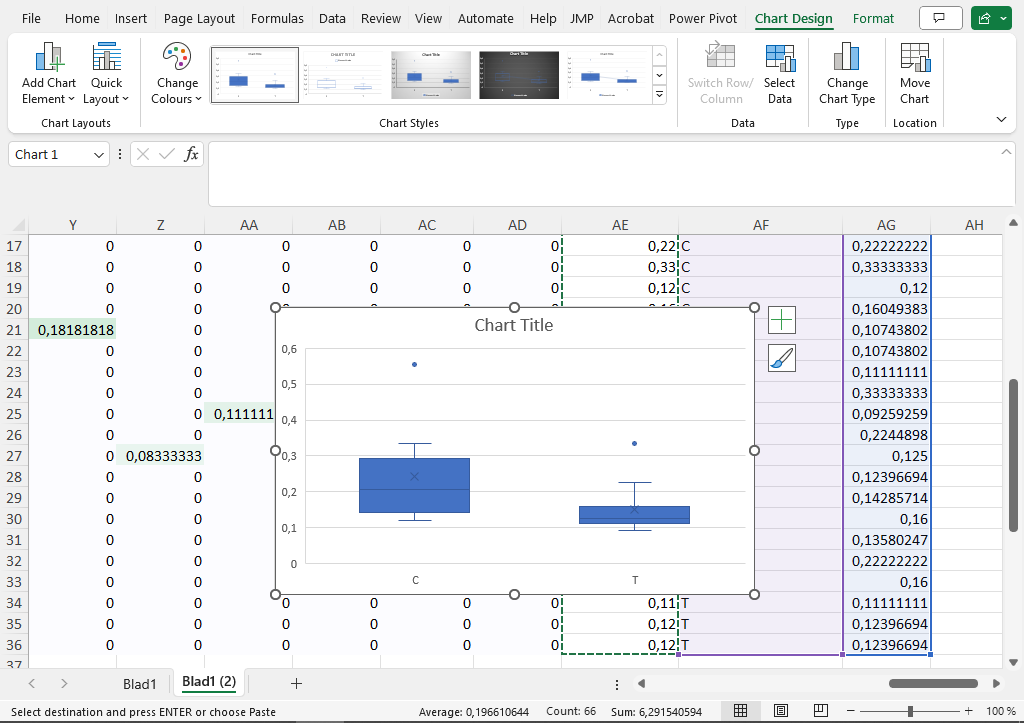 File Home Insert Page Layout Formulas Data Review View Automate Help JMP Acrobat Power Pivot Chart Design Format
Add Chart Element Quick Layout Change Colours Switch Row/ Column Select Data Change Chart Type Move Chart
Chart Layouts Chart Styles Data Type Location
Chart 1 fx
Y Z AA AB AC AD AE AF AG AH
17 0 0 0 0 0 0 0,22 C 0,22222222
18 0 0 0 0 0 0 0,33 C 0,33333333
19 0 0 0 0 0 0 0,12 C 0,12
20 0 0 0,16049383
21 0,18181818 0 0,10743802
22 0 0 0,10743802
23 0 0 0,11111111
24 0 0 0,33333333
25 0 0 0,111111 0,09259259
26 0 0 0,2244898
27 0 0,08333333 0,125
28 0 0 0,12396694
29 0 0 0,14285714
30 0 0 0,16
31 0 0 0,13580247
32 0 0 0,22222222
33 0 0 0,16
34 0 0 0 0 0 0 0,11 T 0,11111111
35 0 0 0 0 0 0 0,12 T 0,12396694
36 0 0 0 0 0 0 0,12 T 0,12396694
37
Chart Title
0,6
0,5
0,4
0,3
0,2
0,1
0
C T
Blad1 Blad1 (2)
Select destination and press ENTER or choose Paste Average: 0,196610644 Count: 66 Sum: 6,291540594 100 %